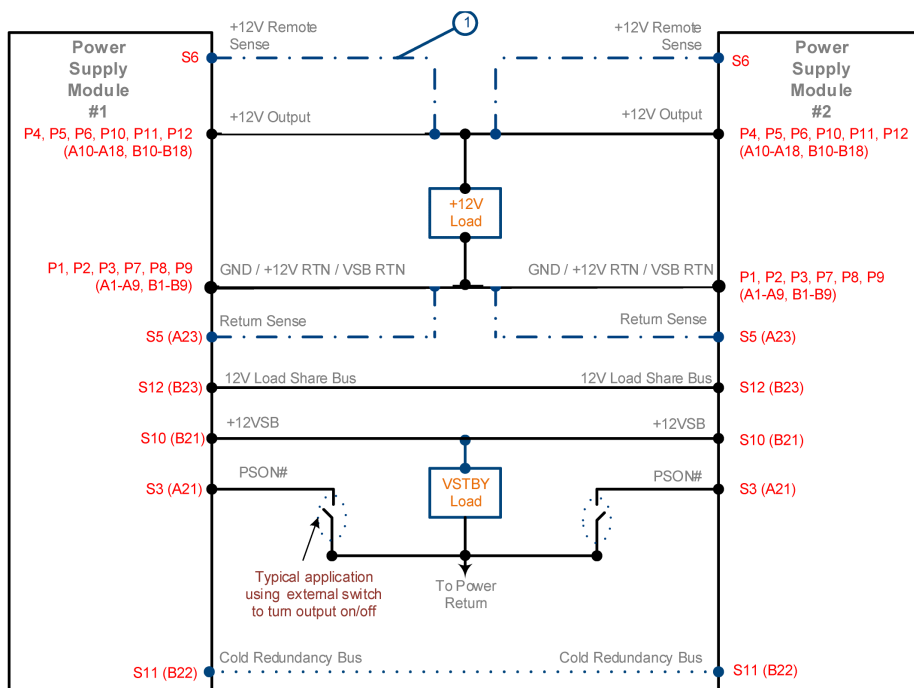 1
+12V Remote
Sense
+12V Remote
Sense
Power
Supply
Module
#1
Power
Supply
Module
#2
S6
S6
+12V Output
+12V Output
P4, P5, P6, P10, P11, P12
(A10-A18, B10-B18)
P4, P5, P6, P10, P11, P12
(A10-A18, B10-B18)
+12V
Load
P1, P2, P3, P7, P8, P9
(A1-A9, B1-B9)
GND / +12V RTN / VSB RTN
GND / +12V RTN / VSB RTN
P1, P2, P3, P7, P8, P9
(A1-A9, B1-B9)
Return Sense
Return Sense
S5 (A23)
S5 (A23)
12V Load Share Bus
12V Load Share Bus
S12 (B23)
S12 (B23)
+12VSB
+12VSB
S10 (B21)
S10 (B21)
PSON#
PSON#
VSTBY
Load
S3 (A21)
S3 (A21)
Typical application
using external switch
to turn output on/off
To Power
Return
Cold Redundancy Bus
Cold Redundancy Bus
S11 (B22)
S11 (B22)